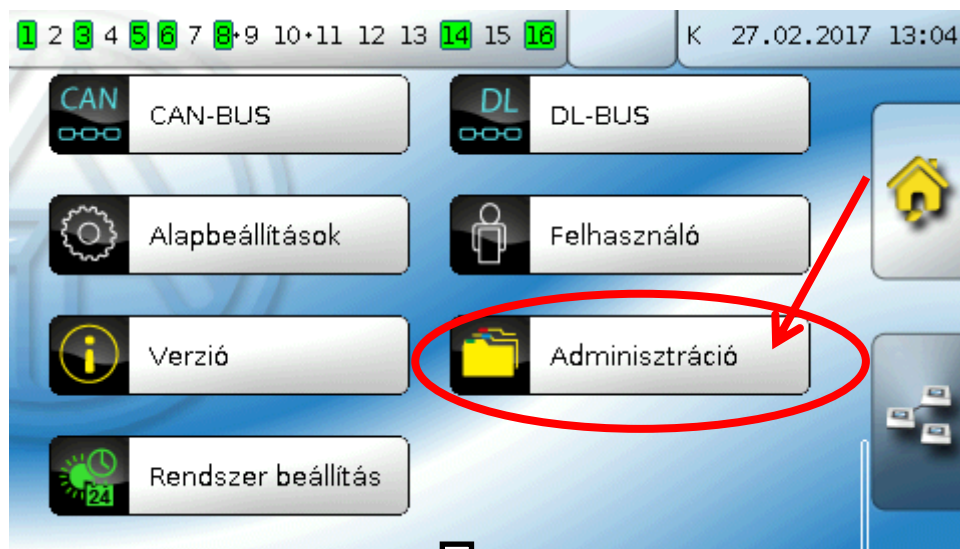 1 2 3 4 5 6 7 8•9 10•11 12 13 14 15 16 K 27.02.2017 13:04
CAN CAN-BUS
DL DL-BUS
Alapbeállítások
Felhasználó
Verzió
Adminisztráció
24 Rendszer beállítás